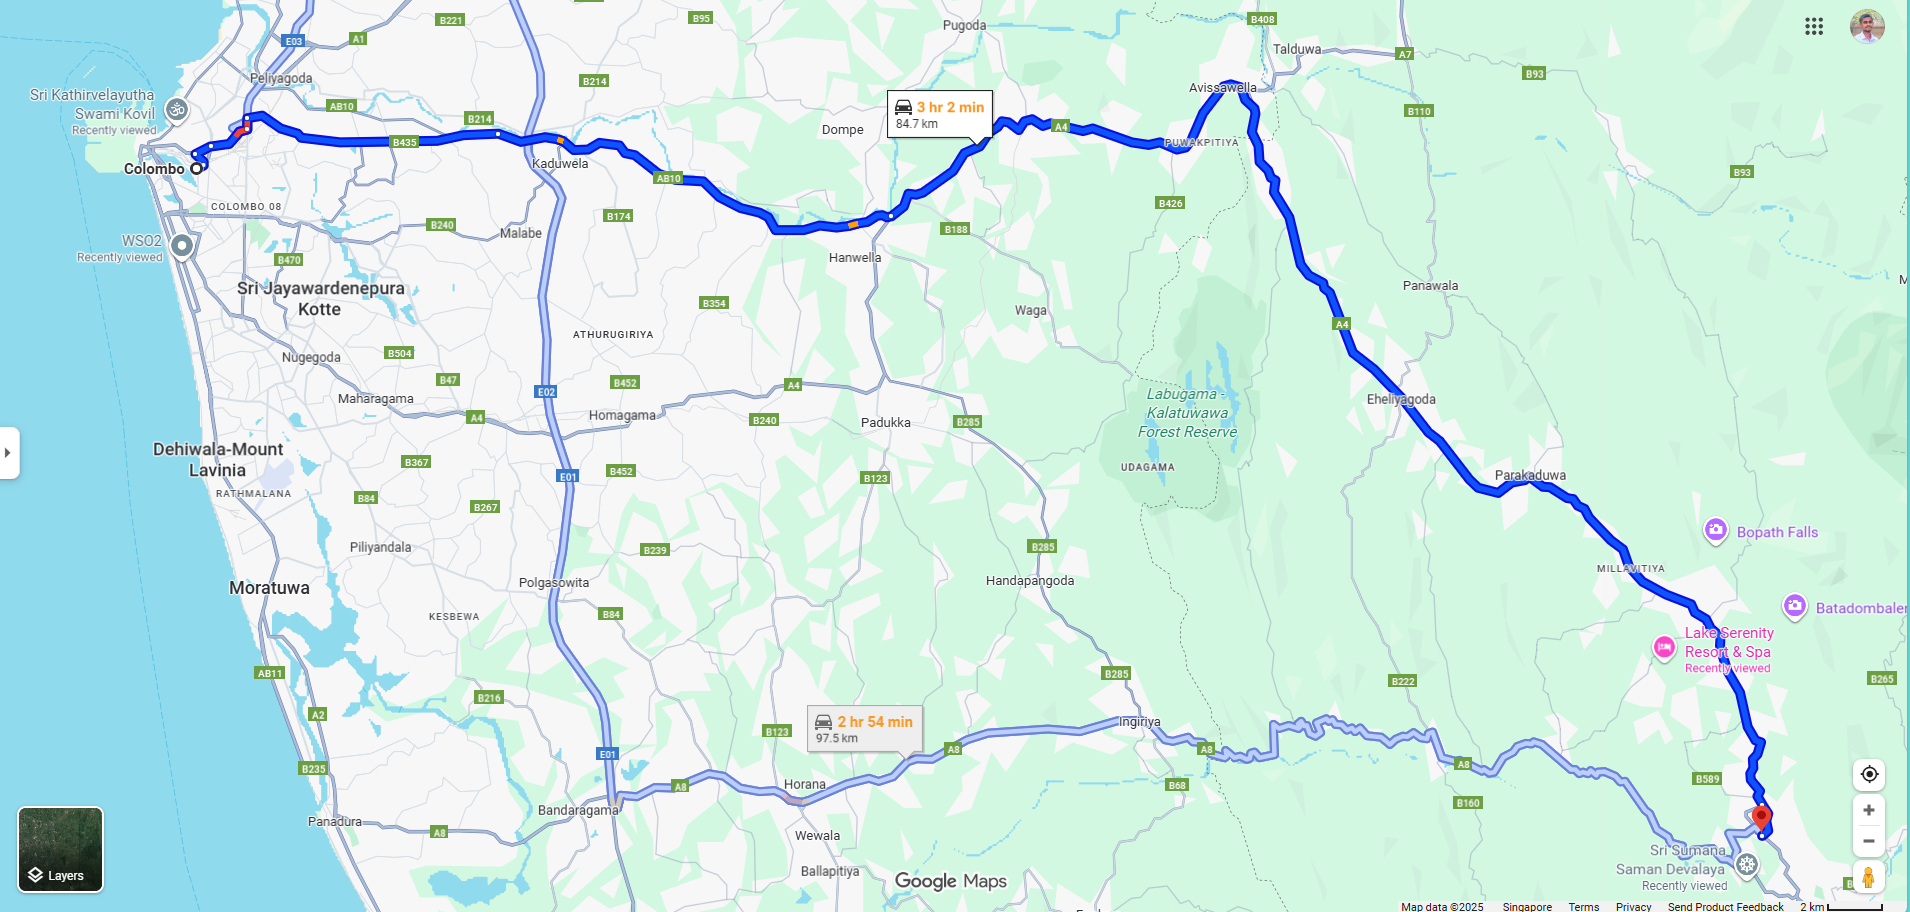 Pugoda
B408
B221
B95
A1
E03
Talduwa
A7
B93
Peliyagoda
B214
Avissawella
Sri Kathirvelayutha
Swami Kovil
Recently viewed
AB10
B214
3 hr 2 min
84.7 km
B110
Dompe
A4
B435
PUWAKPITIYA
Kaduwela
Colombo
AB10
B93
COLOMBO 08
B174
B426
B240
Malabe
B188
WSO2
Recently viewed
B470
Hanwella
Sri Jayawardenepura
Kotte
B354
Waga
Panawala
M
A4
ATHURUGIRIYA
Nugegoda
B504
B47
B452
E02
A4
Maharagama
A4
Homagama
B240
Padukka
B285
Labugama -
Kalatuwawa
Forest Reserve
Eheliyagoda
Dehiwala-Mount
Lavinia
B367
B452
E01
B123
UDAGAMA
Parakaduwa
RATHMALANA
B84
B267
Bopath Falls
Piliyandala
B239
B285
Polgasowita
Handapangoda
MILLAVITIYA
Moratuwa
B84
KESBEWA
Batadombaler
Lake Serenity
Resort & Spa
Recently viewed
AB11
B285
B222
B265
B216
A2
2 hr 54 min
97.5 km
B123
Ingiriya
A8
A8
E01
A8
B235
A8
Horana
B68
B589
B160
Bandaragama
Panadura
A8
Wewala
Sri Sumana
Saman Devalaya
Recently viewed
Ballapitiya
Layers
Google Maps
B
Map data ©2025 Singapore Terms Privacy Send Product Feedback 2 km